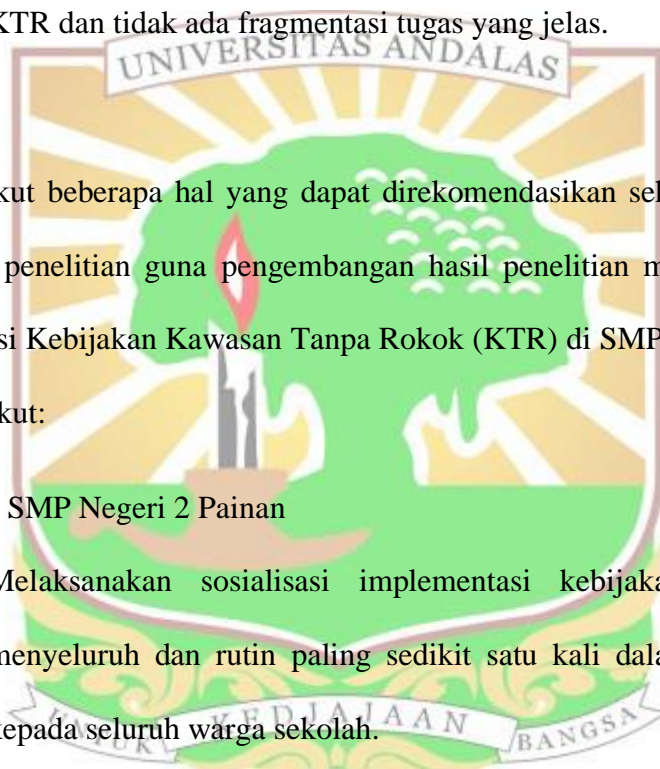 KTR dan tidak ada fragmentasi tugas yang jelas.
UNIVERSITAS ANDALAS
kut beberapa hal yang dapat direkomendasikan sel
penelitian guna pengembangan hasil penelitian m
si Kebijakan Kawasan Tanpa Rokok (KTR) di SMP
kut:
SMP Negeri 2 Painan
Melaksanakan sosialisasi implementasi kebijaka
menyeluruh dan rutin paling sedikit satu kali dala
kepada seluruh warga sekolah.
UNTUK KEDJAJAAN BANGSA